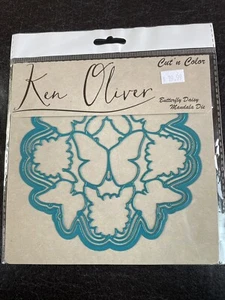 Cut 'n Color
Ken Oliver
Butterfly Daisy
Mandala Die